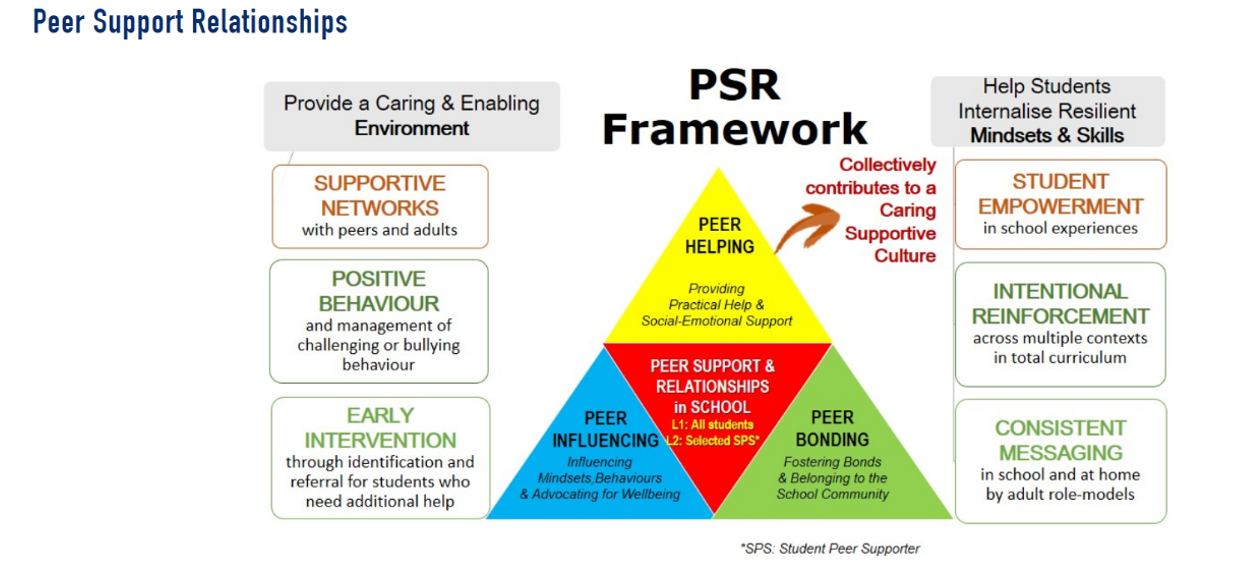 Peer Support Relationships
PSR
Framework
Provide a Caring & Enabling
Environment
SUPPORTIVE
NETWORKS
with peers and adults
POSITIVE
BEHAVIOUR
and management of
challenging or bullying
behaviour
EARLY
INTERVENTION
through identification and
referral for students who
need additional help
PEER
HELPING
Providing
Practical Help &
Social-Emotional Support
Collectively
contributes to a
Caring
Supportive
Culture
PEER SUPPORT &
RELATIONSHIPS
in SCHOOL
L1: All students
L2: Selected SPS*
PEER
INFLUENCING
Influencing
Mindsets,Behaviours
& Advocating for Wellbeing
PEER
BONDING
Fostering Bonds
& Belonging to the
School Community
Help Students
Internalise Resilient
Mindsets & Skills
STUDENT
EMPOWERMENT
in school experiences
INTENTIONAL
REINFORCEMENT
across multiple contexts
in total curriculum
CONSISTENT
MESSAGING
in school and at home
by adult role-models
*SPS: Student Peer Supporter